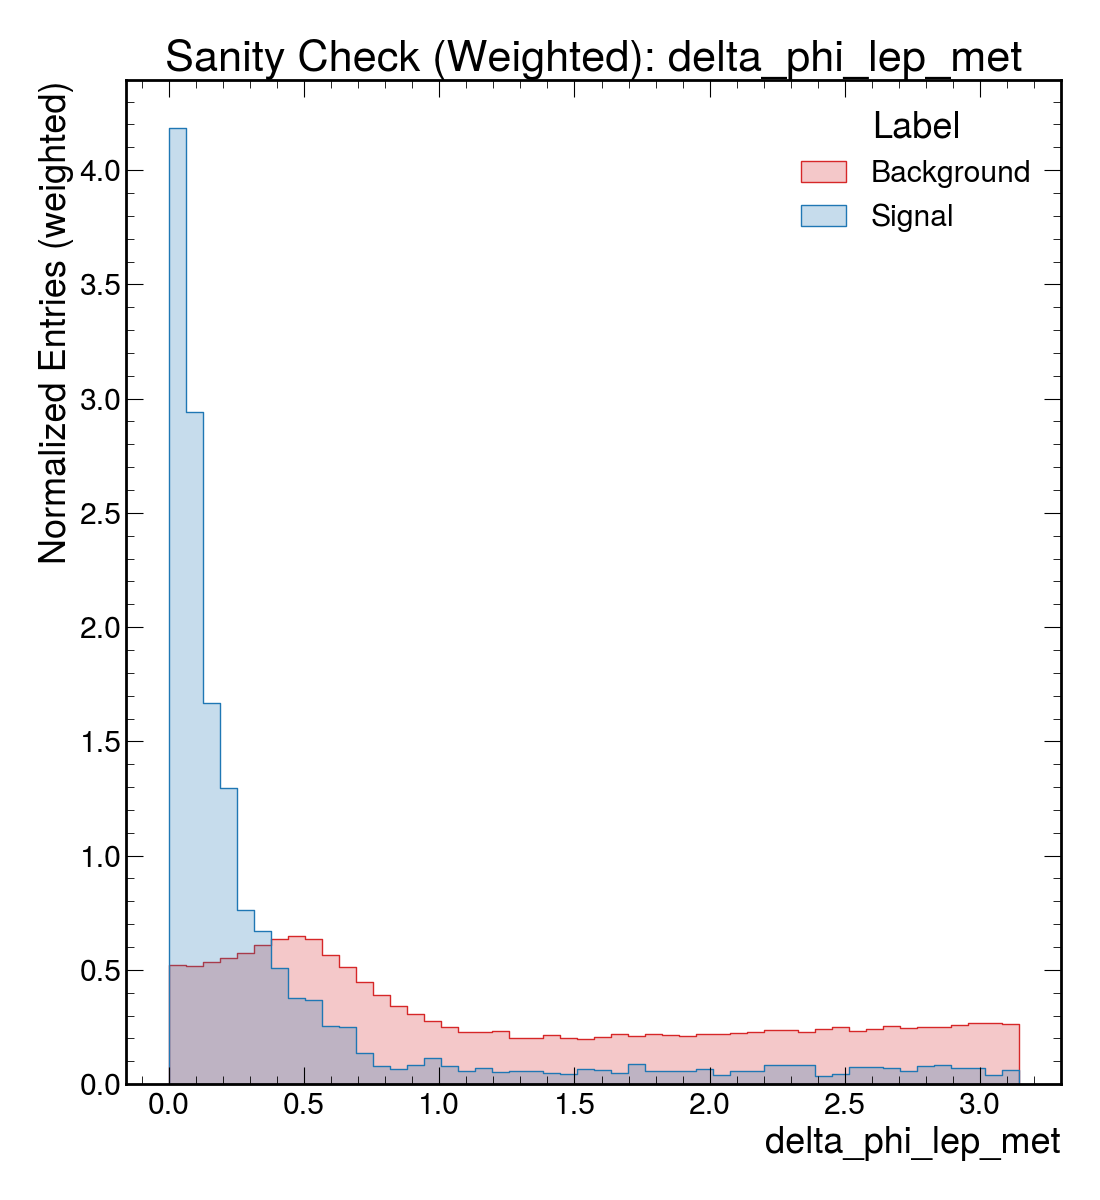 Sanity Check (Weighted): delta_phi_lep_met
Normalized Entries (weighted)
Label
Background
Signal
4.0
3.5
3.0
2.5
2.0
1.5
1.0
0.5
0.0
0.0 0.5 1.0 1.5 2.0 2.5 3.0
delta_phi_lep_met